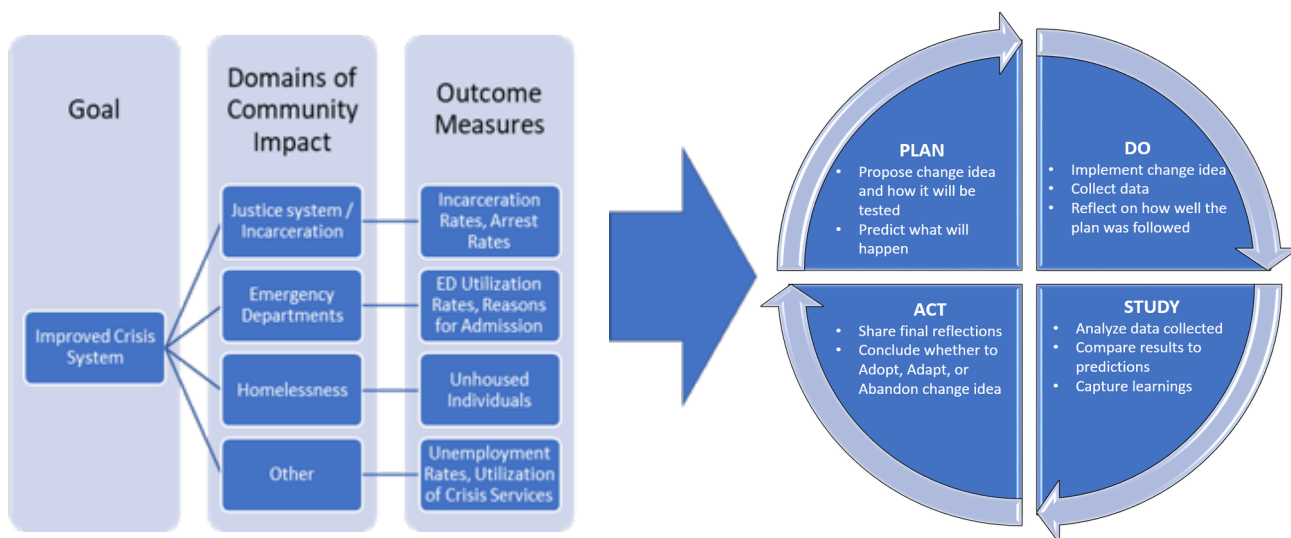 Goal
Domains of
Community
Impact
Outcome
Measures
Improved Crisis
System
Justice system /
Incarceration
Incarceration
Rates, Arrest
Rates
Emergency
Departments
ED Utilization
Rates, Reasons
for Admission
Homelessness
Unhoused
Individuals
Other
Unemployment
Rates, Utilization
of Crisis Services
PLAN
• Propose change idea
and how it will be
tested
• Predict what will
happen
DO
• Implement change idea
• Collect data
• Reflect on how well the
plan was followed
ACT
• Share final reflections
• Conclude whether to
Adopt, Adapt, or
Abandon change idea
STUDY
• Analyze data collected
• Compare results to
predictions
• Capture learnings